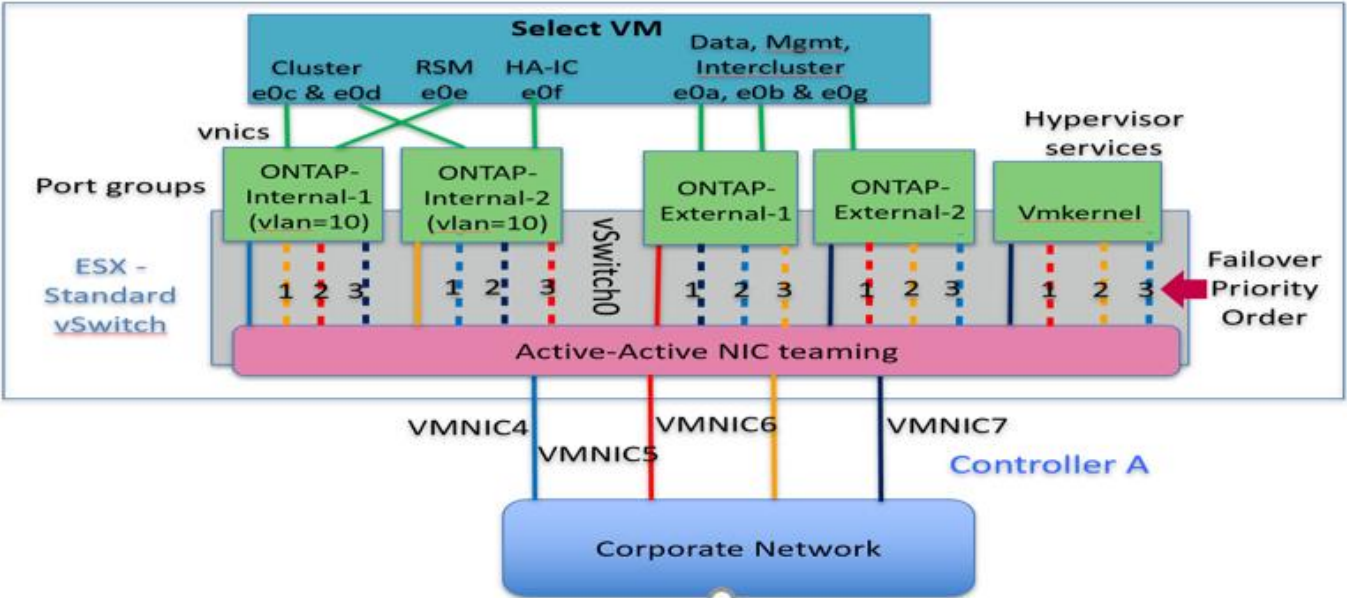 Select VM
Cluster
e0c & e0d
RSM
e0e
HA-IC
e0f
Data, Mgmt,
Intercluster
e0a, e0b & e0g
vnics
Hypervisor
services
Port groups
ONTAP-
Internal-1
(vlan=10)
ONTAP-
Internal-2
(vlan=10)
vSwitch0
ONTAP-
External-1
ONTAP-
External-2
Vmkernel
ESX -
Standard
vSwitch
1 2 3
1 2 3
1 2 3
1 2 3
1 2 3
Failover
Priority
Order
Active-Active NIC teaming
VMNIC4
VMNIC5
VMNIC6
VMNIC7
Controller A
Corporate Network